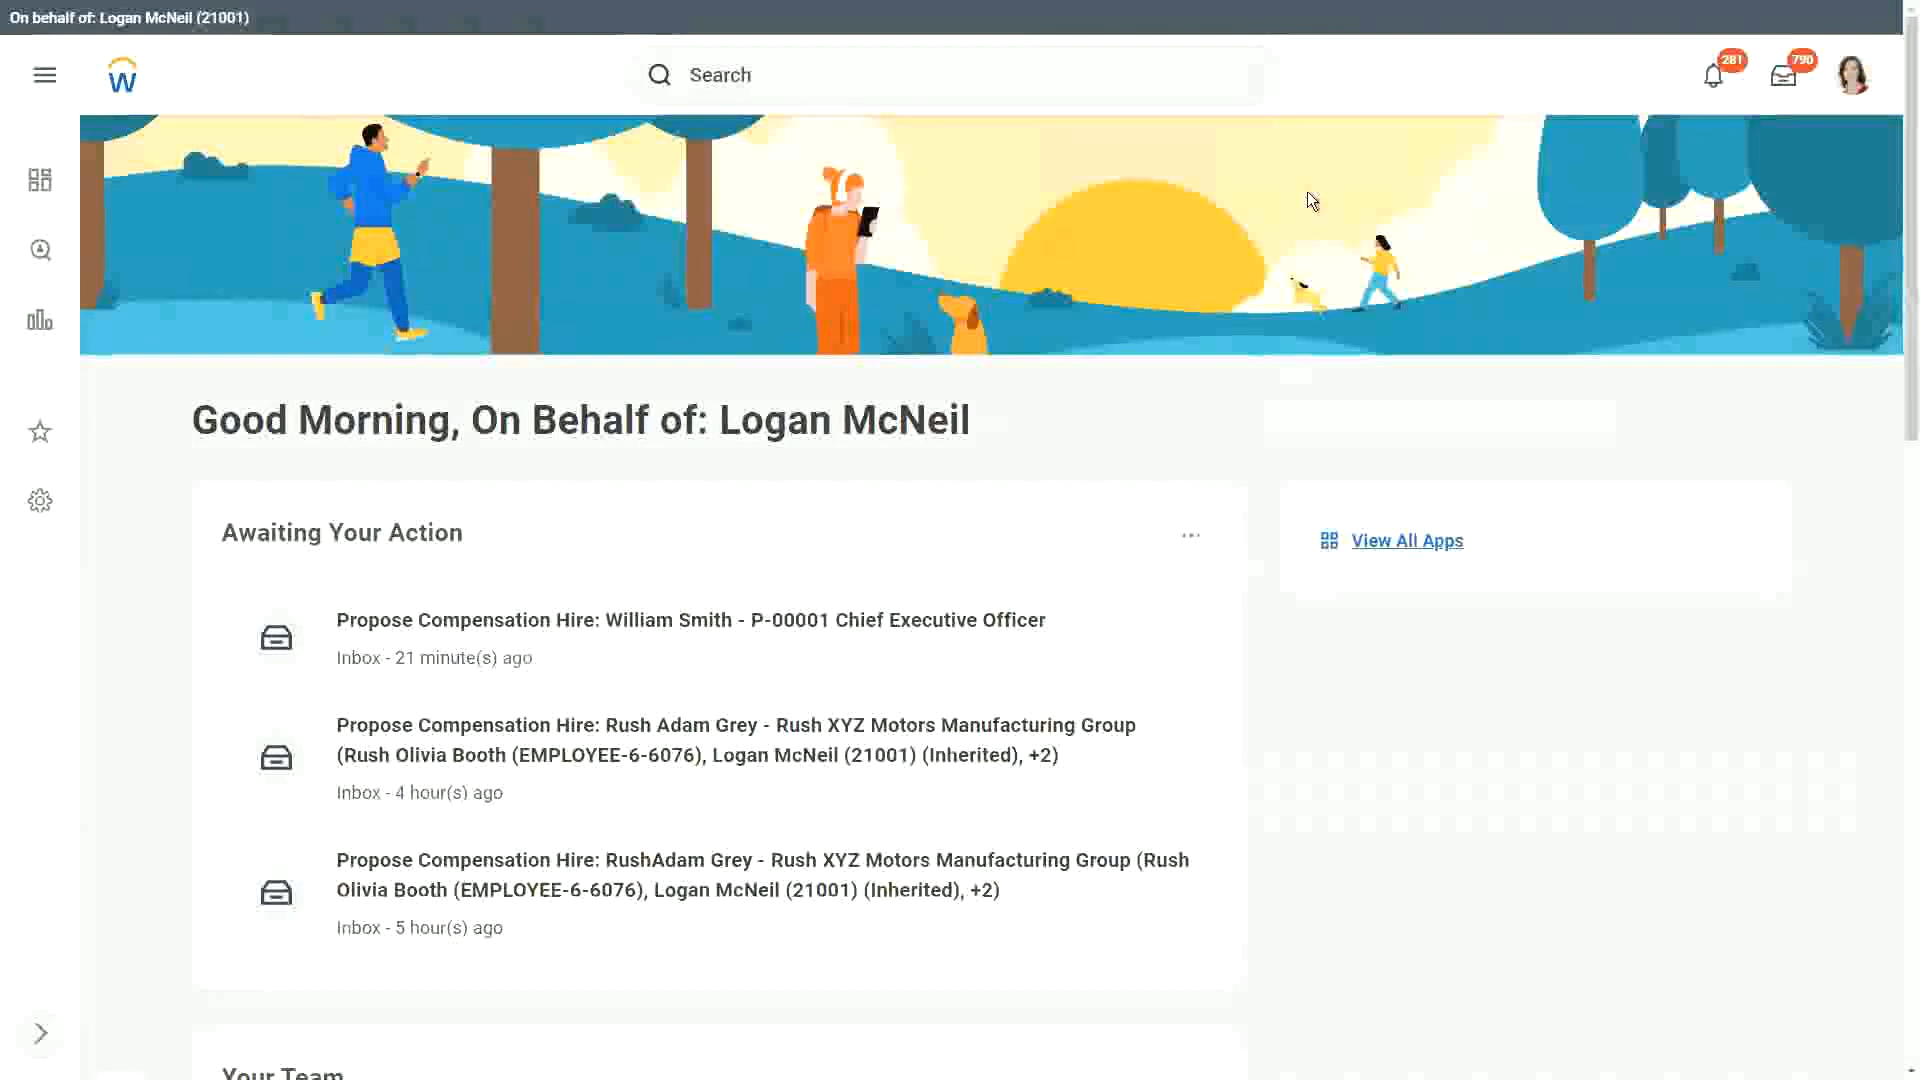 On behalf of: Logan McNeil (21001)
W
Search
281
790
Good Morning, On Behalf of: Logan McNeil
Awaiting Your Action
View All Apps
Propose Compensation Hire: William Smith - P-00001 Chief Executive Officer
Inbox - 21 minute(s) ago
Propose Compensation Hire: Rush Adam Grey - Rush XYZ Motors Manufacturing Group
(Rush Olivia Booth (EMPLOYEE-6-6076), Logan McNeil (21001) (Inherited), +2)
Inbox - 4 hour(s) ago
Propose Compensation Hire: RushAdam Grey - Rush XYZ Motors Manufacturing Group (Rush
Olivia Booth (EMPLOYEE-6-6076), Logan McNeil (21001) (Inherited), +2)
Inbox - 5 hour(s) ago
Your Team